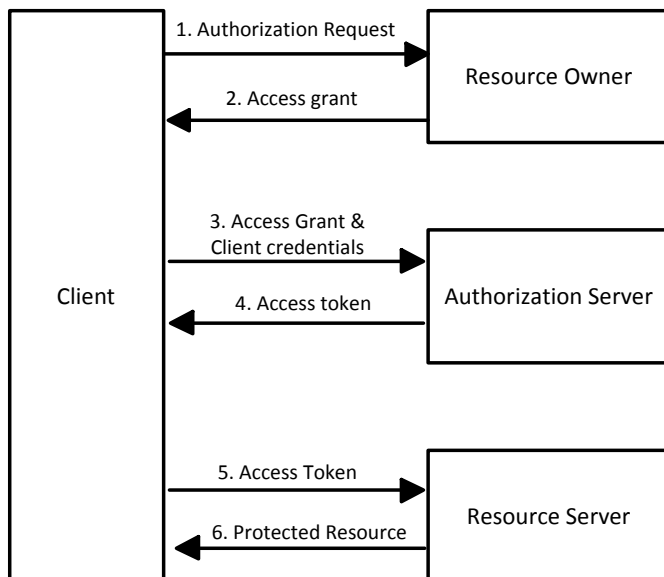 1. Authorization Request
Resource Owner
2. Access grant
3. Access Grant &
Client credentials
Client
Authorization Server
4. Access token
5. Access Token
Resource Server
6. Protected Resource